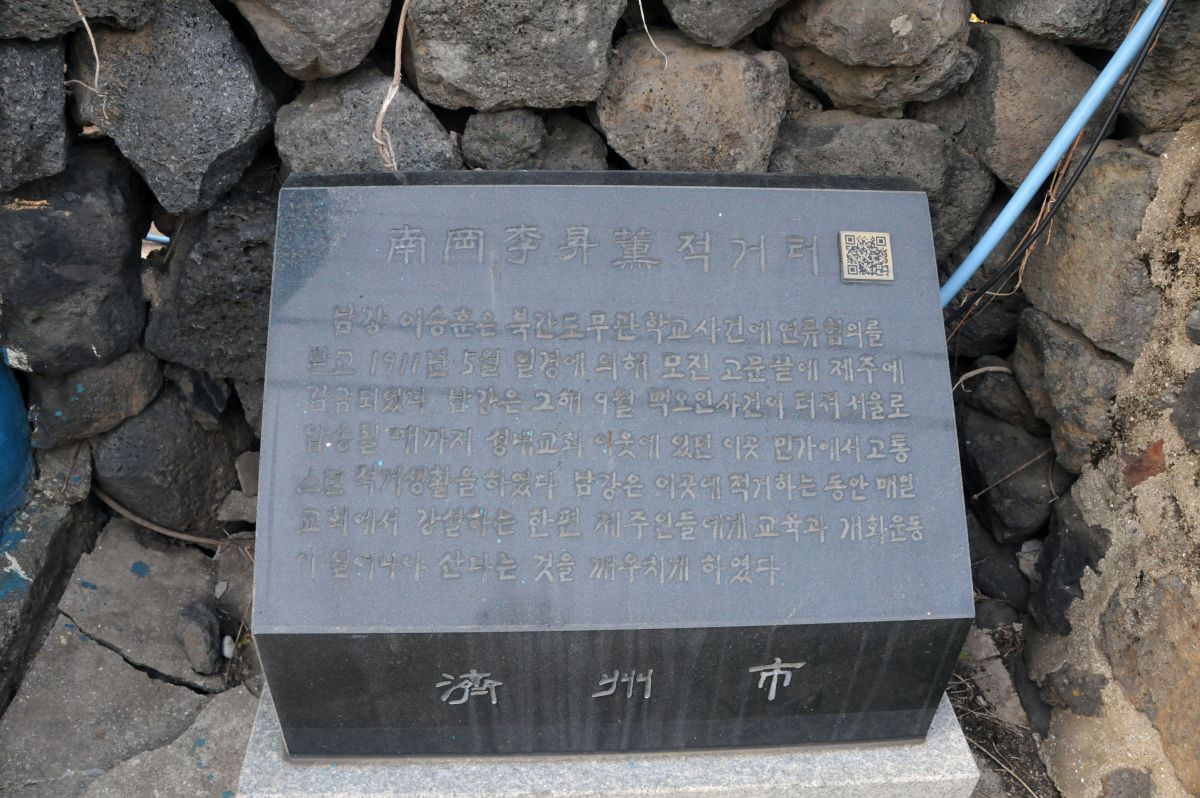 南岡李昇薰적거터
남강 이승훈은 북간도무관학교사건에 연류혐의를
받고 1911년 5월 일경에 의해 모진 고문끝에 제주에
감금되었다. 남강은 그해 9월 백오인사건이 터져 서울로
압송될 때까지 성내교회 이웃에 있던 이곳 민가에서 고통
스런 적거생활을 하였다. 남강은 이곳에 적거하는 동안 매일
교회에서 강설하는 한편 제주인들에게 교육과 개화운동
이 일어나야 산다는 것을 깨우치게 하였다.
濟州市